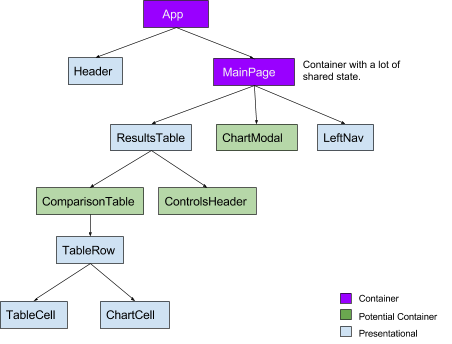 App
Header
MainPage
Container with a lot of
shared state.
ResultsTable
ChartModal
LeftNav
ComparisonTable
ControlsHeader
TableRow
TableCell
ChartCell
Container
Potential Container
Presentational